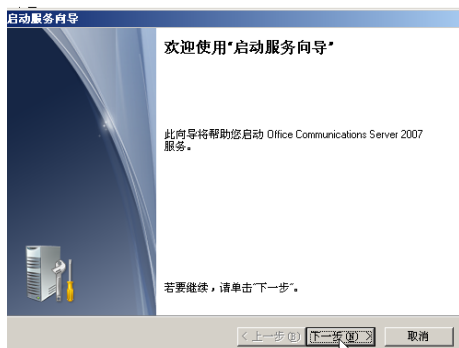 启动服务向导
欢迎使用“启动服务向导”
此向导将帮助您启动 Office Communications Server 2007
服务。
若要继续，请单击“下一步”。
< 上一步(B)
下一步(N) >
取消